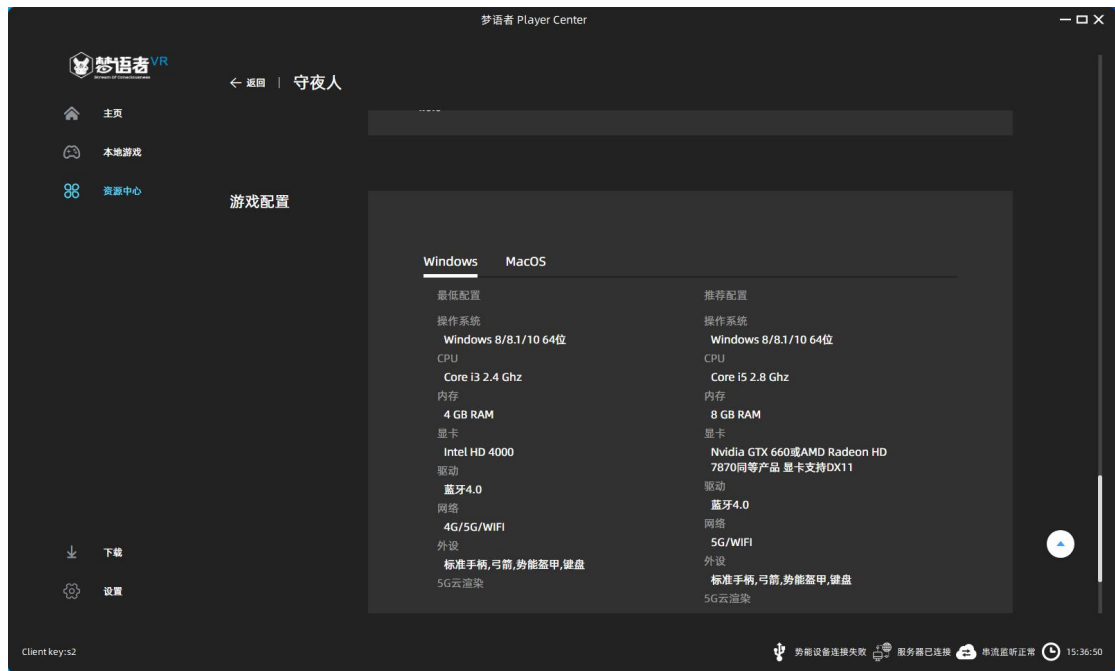 梦语者 Player Center
梦语者 VR
Stream Of Consciousness
← 返回 | 守夜人
主页
本地游戏
资源中心
游戏配置
Windows MacOS
最低配置
操作系统
Windows 8/8.1/10 64位
CPU
Core i3 2.4 Ghz
内存
4 GB RAM
显卡
Intel HD 4000
驱动
蓝牙4.0
网络
4G/5G/WIFI
外设
标准手柄,弓箭,势能盔甲,键盘
5G云渲染
推荐配置
操作系统
Windows 8/8.1/10 64位
CPU
Core i5 2.8 Ghz
内存
8 GB RAM
显卡
Nvidia GTX 660或AMD Radeon HD
7870同等产品 显卡支持DX11
驱动
蓝牙4.0
网络
5G/WIFI
外设
标准手柄,弓箭,势能盔甲,键盘
5G云渲染
下载
设置
Client key:s2
势能设备连接失败 服务器已连接 串流监听正常 15:36:50